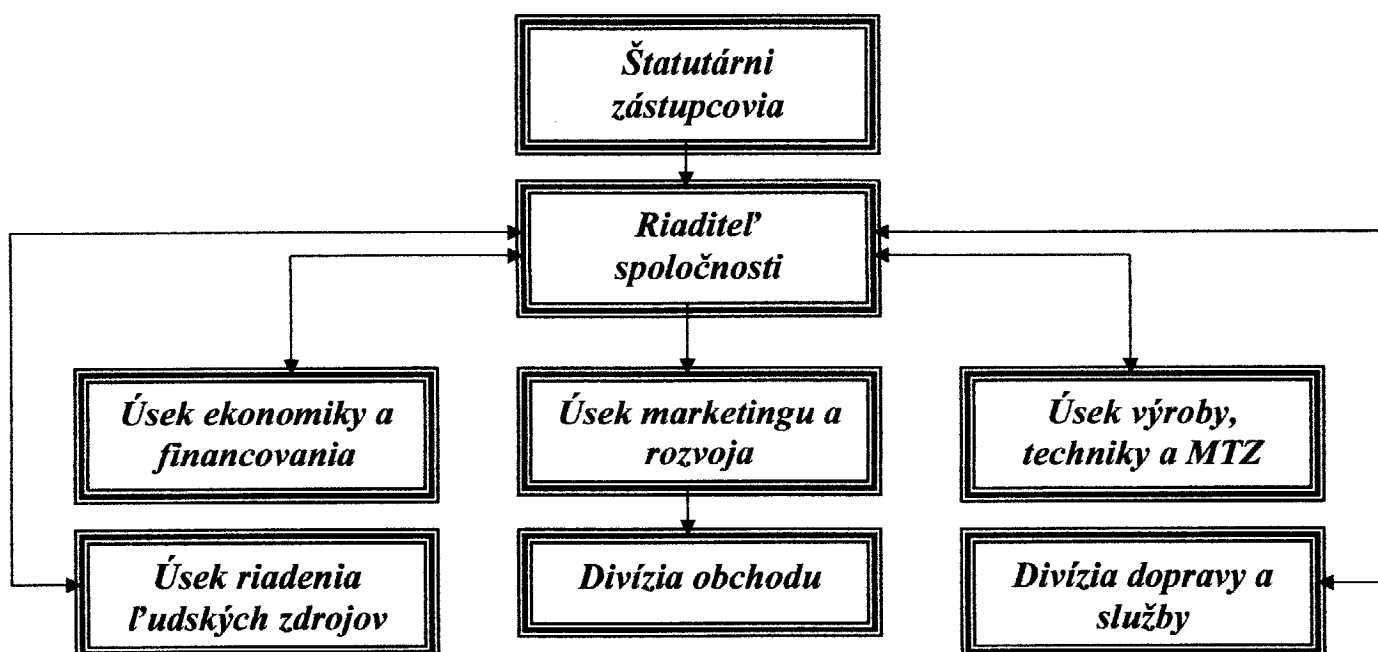 Štatutárni
zástupcovia
Riaditeľ
spoločnosti
Úsek ekonomiky a
financovania
Úsek marketingu a
rozvoja
Úsek výroby,
techniky a MTZ
Úsek riadenia
ľudských zdrojov
Divízia obchodu
Divízia dopravy a
služby